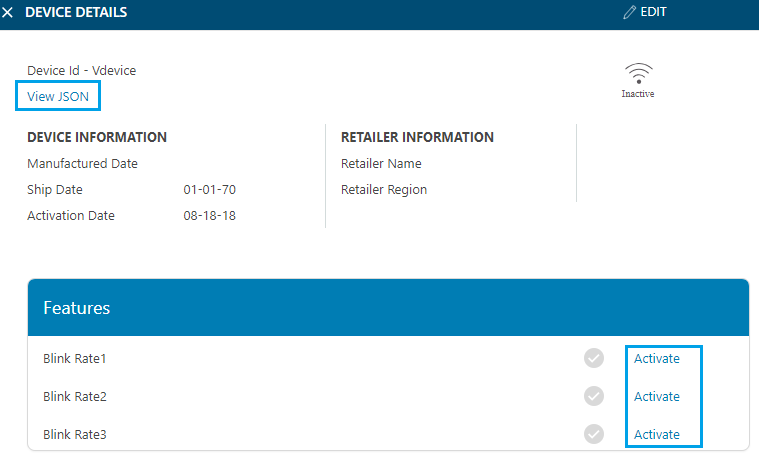 DEVICE DETAILS
EDIT
Device Id - Vdevice
View JSON
Inactive
DEVICE INFORMATION
Manufactured Date
Ship Date 01-01-70
Activation Date 08-18-18
RETAILER INFORMATION
Retailer Name
Retailer Region
Features
Blink Rate1 Activate
Blink Rate2 Activate
Blink Rate3 Activate